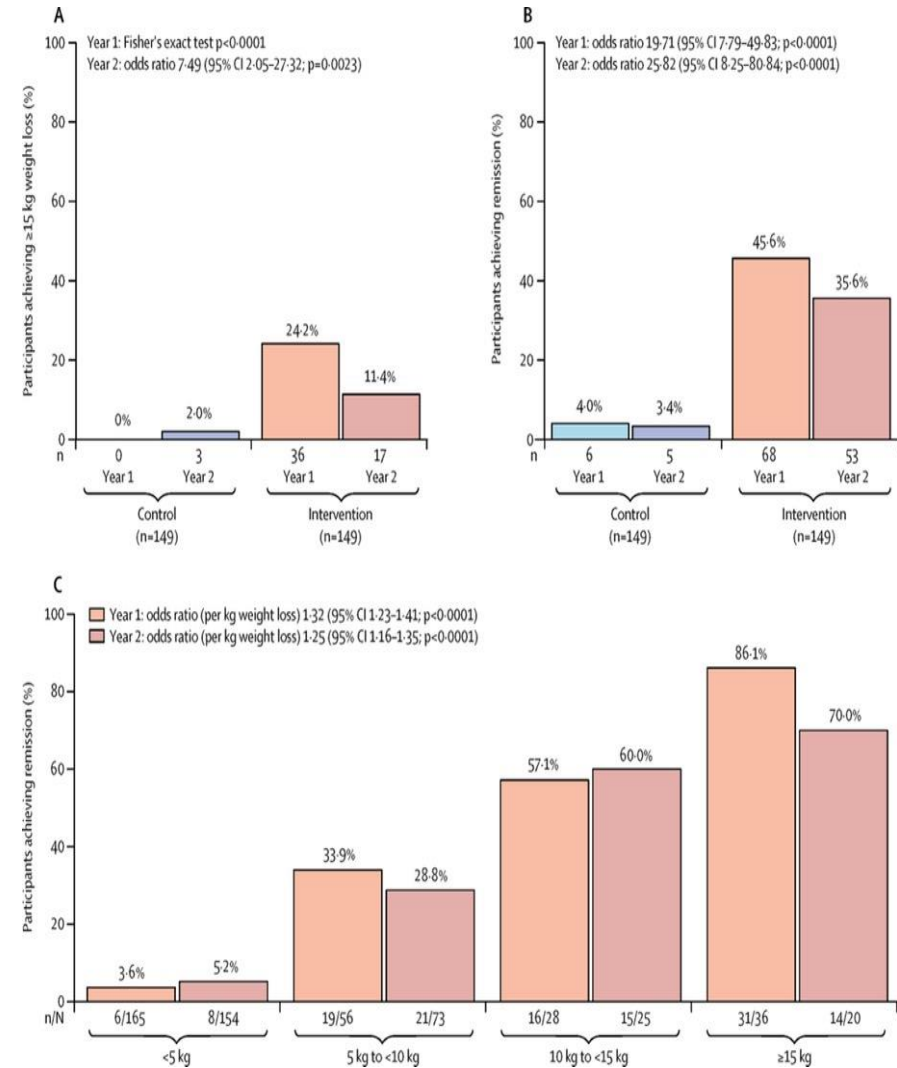 A
Year 1: Fisher's exact test p<0·0001
Year 2: odds ratio 7·49 (95% CI 2·05–27·32; p=0·0023)
Participants achieving ≥15 kg weight loss (%)
100
80
60
40
20
0
0%
2·0%
24·2%
11·4%
n 0 3 36 17
Year 1 Year 2 Year 1 Year 2
Control Intervention
(n=149) (n=149)
B
Year 1: odds ratio 19·71 (95% CI 7·79–49·83; p<0·0001)
Year 2: odds ratio 25·82 (95% CI 8·25–80·84; p<0·0001)
Participants achieving remission (%)
100
80
60
40
20
0
4·0%
3·4%
45·6%
35·6%
n 6 5 68 53
Year 1 Year 2 Year 1 Year 2
Control Intervention
(n=149) (n=149)
C
Year 1: odds ratio (per kg weight loss) 1·32 (95% CI 1·23–1·41; p<0·0001)
Year 2: odds ratio (per kg weight loss) 1·25 (95% CI 1·16–1·35; p<0·0001)
Participants achieving remission (%)
100
80
60
40
20
0
3·6%
5·2%
33·9%
28·8%
57·1%
60·0%
86·1%
70·0%
n/N 6/165 8/154 19/56 21/73 16/28 15/25 31/36 14/20
<5 kg 5 kg to <10 kg 10 kg to <15 kg ≥15 kg